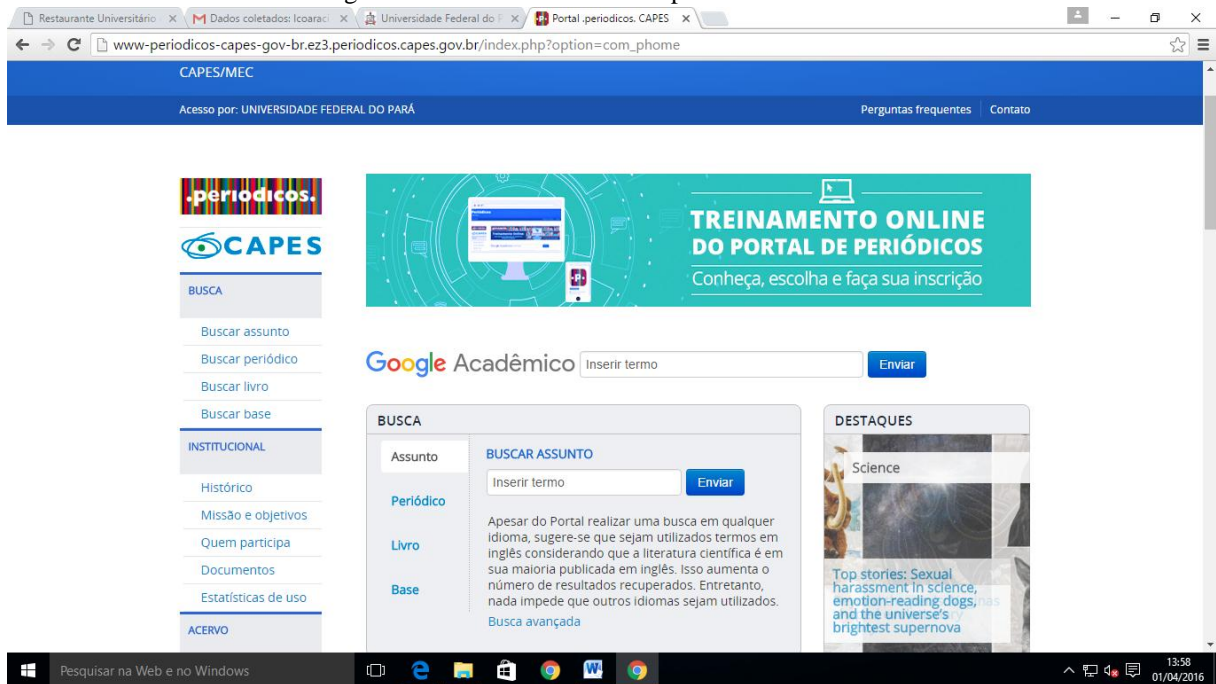 Restaurante Universitário
Dados coletados: Icoaraci
Universidade Federal do P
Portal .periodicos. CAPES
www-periodicos-capes-gov-br.ez3.periodicos.capes.gov.br/index.php?option=com_phome
CAPES/MEC
Acesso por: UNIVERSIDADE FEDERAL DO PARÁ
Perguntas frequentes
Contato
.periodicos.
CAPES
BUSCA
Buscar assunto
Buscar periódico
Buscar livro
Buscar base
INSTITUCIONAL
Histórico
Missão e objetivos
Quem participa
Documentos
Estatísticas de uso
ACERVO
TREINAMENTO ONLINE
DO PORTAL DE PERIÓDICOS
Conheça, escolha e faça sua inscrição
Google Acadêmico
Inserir termo
Enviar
BUSCA
Assunto
Periódico
Livro
Base
BUSCAR ASSUNTO
Inserir termo
Enviar
Apesar do Portal realizar uma busca em qualquer
idioma, sugere-se que sejam utilizados termos em
inglês considerando que a literatura científica é em
sua maioria publicada em inglês. Isso aumenta o
número de resultados recuperados. Entretanto,
nada impede que outros idiomas sejam utilizados.
Busca avançada
DESTAQUES
Science
Top stories: Sexual
harassment in science,
emotion-reading dogs,
and the universe's
brightest supernova
Pesquisar na Web e no Windows
13:58
01/04/2016